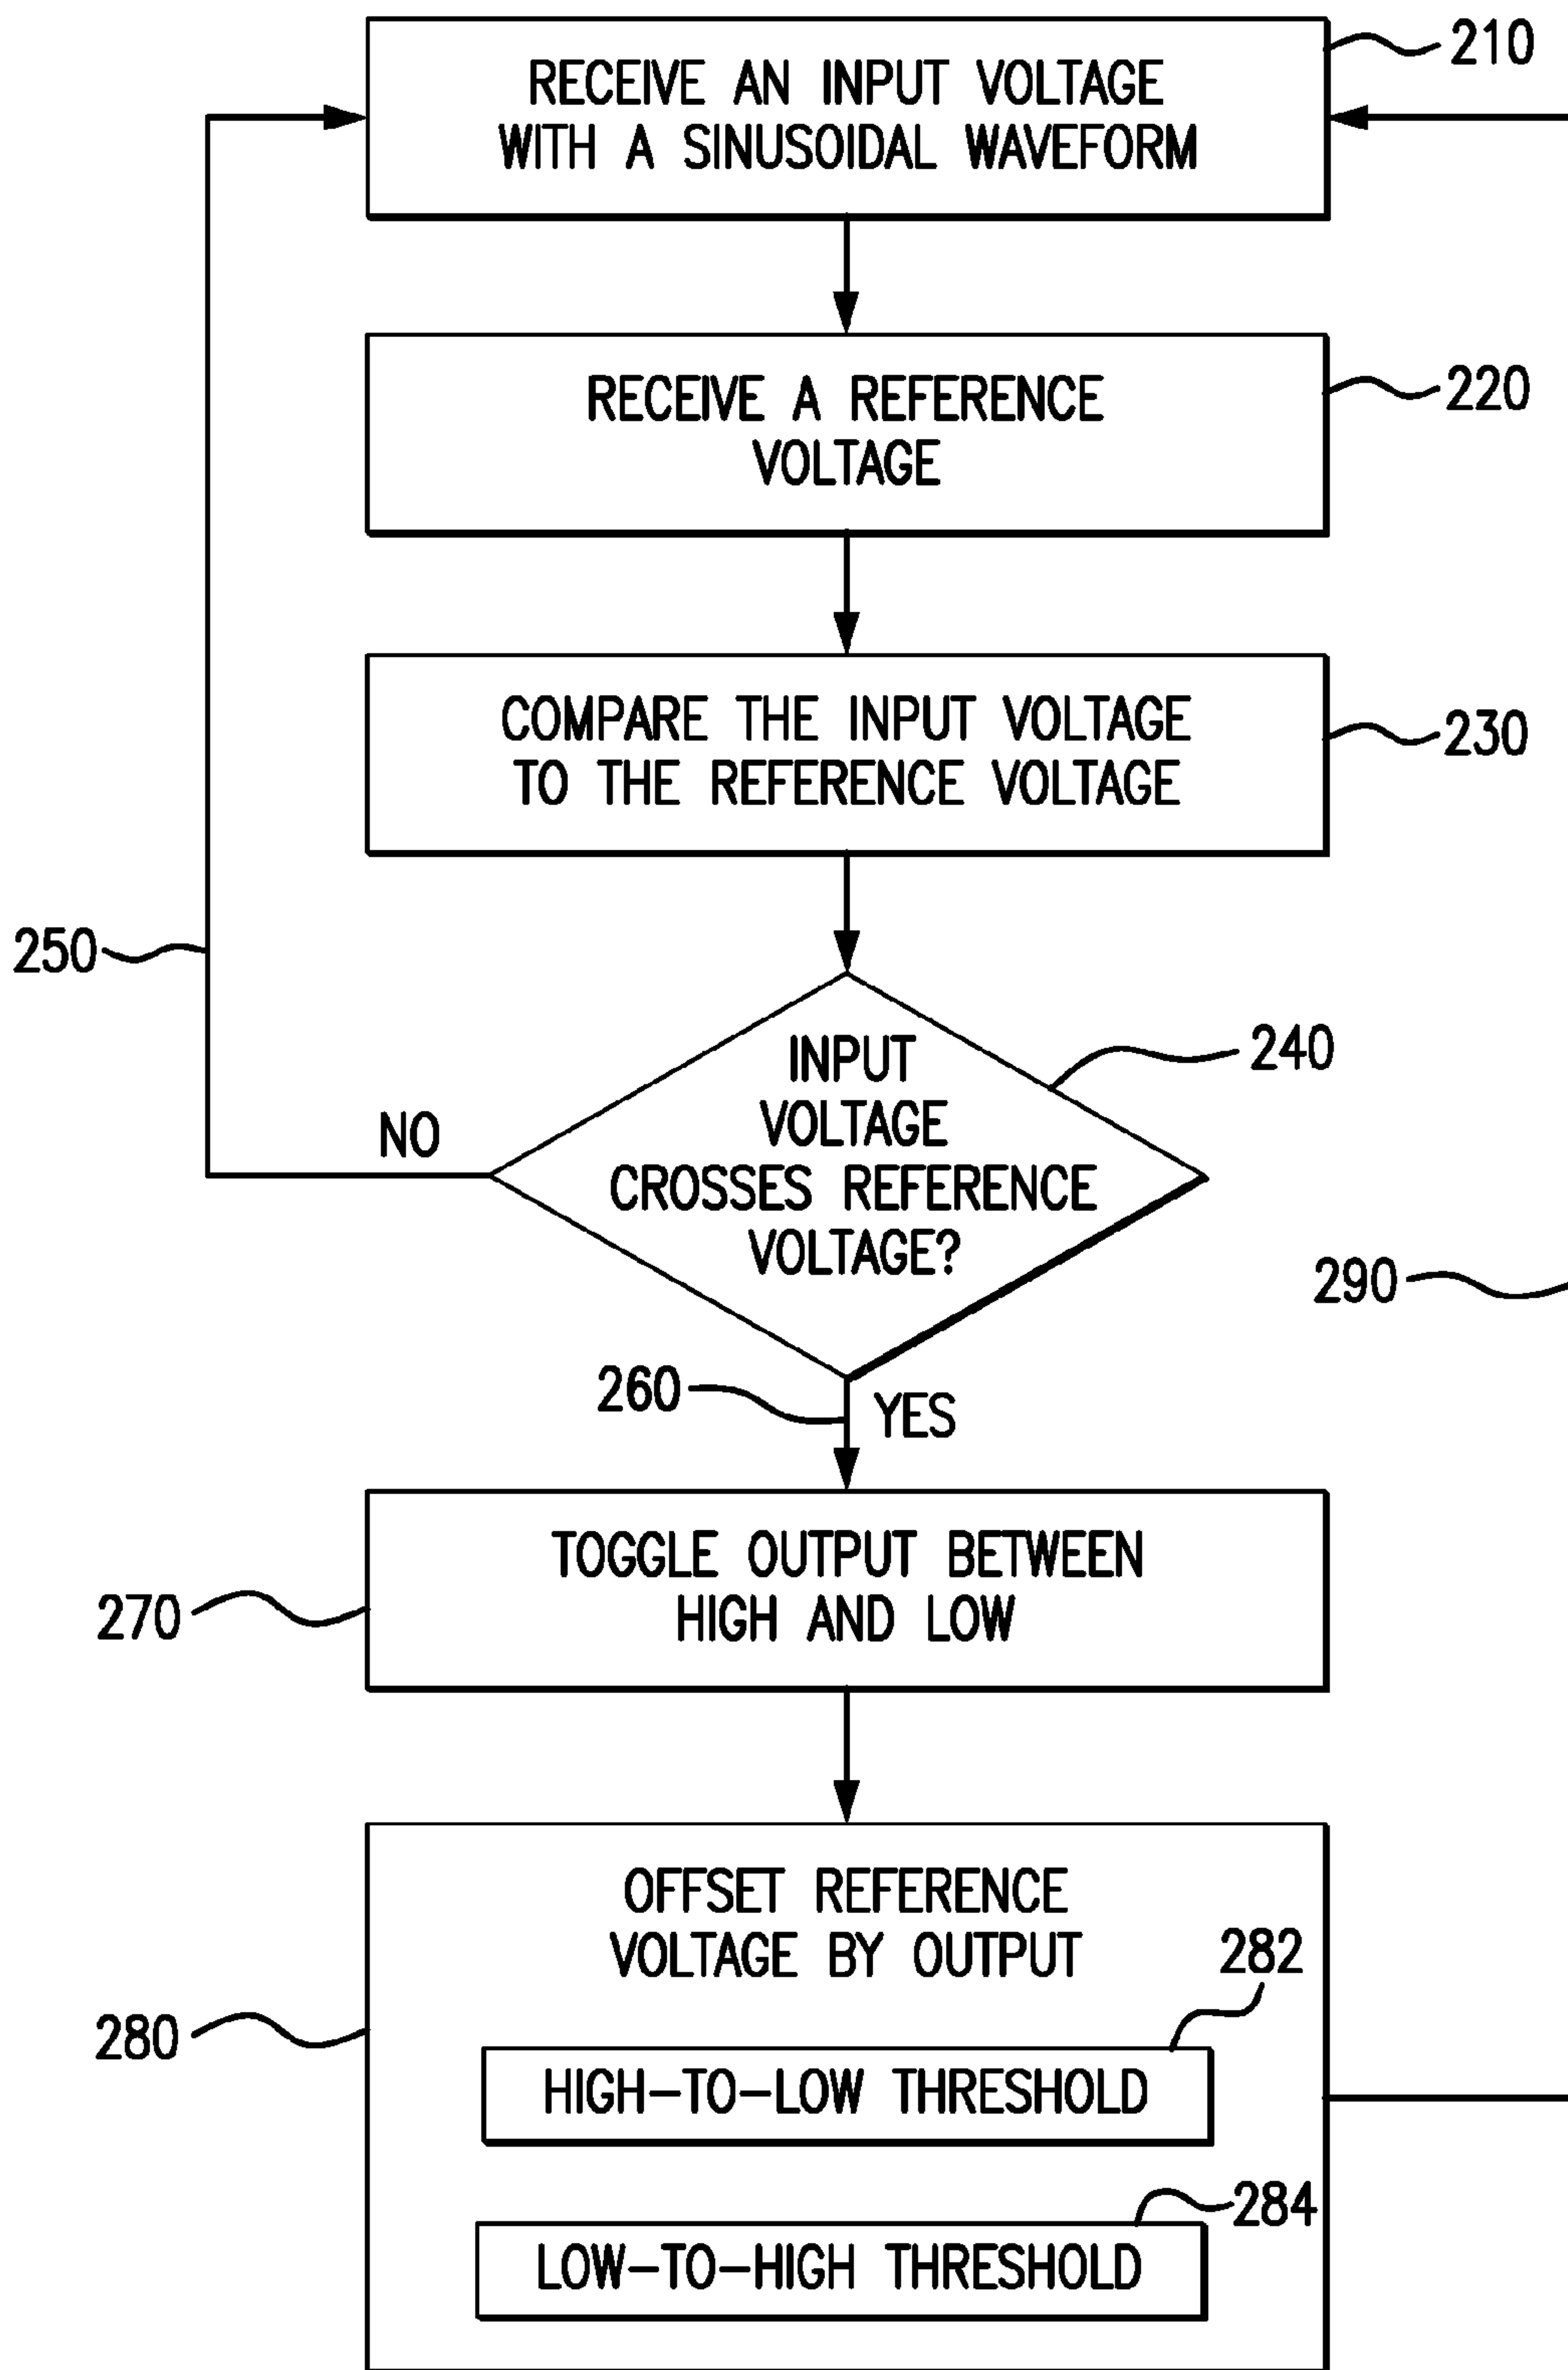 210
RECEIVE AN INPUT VOLTAGE
WITH A SINUSOIDAL WAVEFORM
220
RECEIVE A REFERENCE
VOLTAGE
230
COMPARE THE INPUT VOLTAGE
TO THE REFERENCE VOLTAGE
250
240
INPUT
VOLTAGE
CROSSES REFERENCE
VOLTAGE?
NO
290
260
YES
270
TOGGLE OUTPUT BETWEEN
HIGH AND LOW
280
OFFSET REFERENCE
VOLTAGE BY OUTPUT
282
HIGH-TO-LOW THRESHOLD
284
LOW-TO-HIGH THRESHOLD